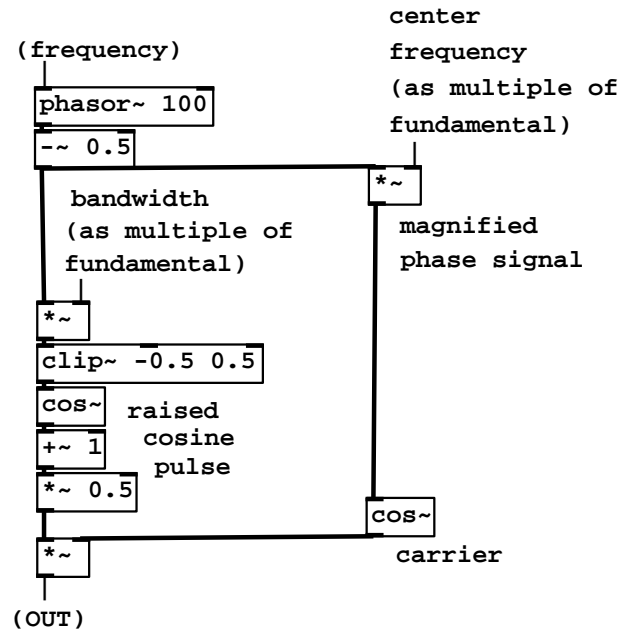 center
(frequency)
frequency
(as multiple of
fundamental)
phasor~ 100
-~ 0.5
*~
bandwidth
(as multiple of
fundamental)
magnified
phase signal
*~
clip~ -0.5 0.5
cos~
raised
cosine
pulse
+~ 1
*~ 0.5
cos~
*~
carrier
(OUT)